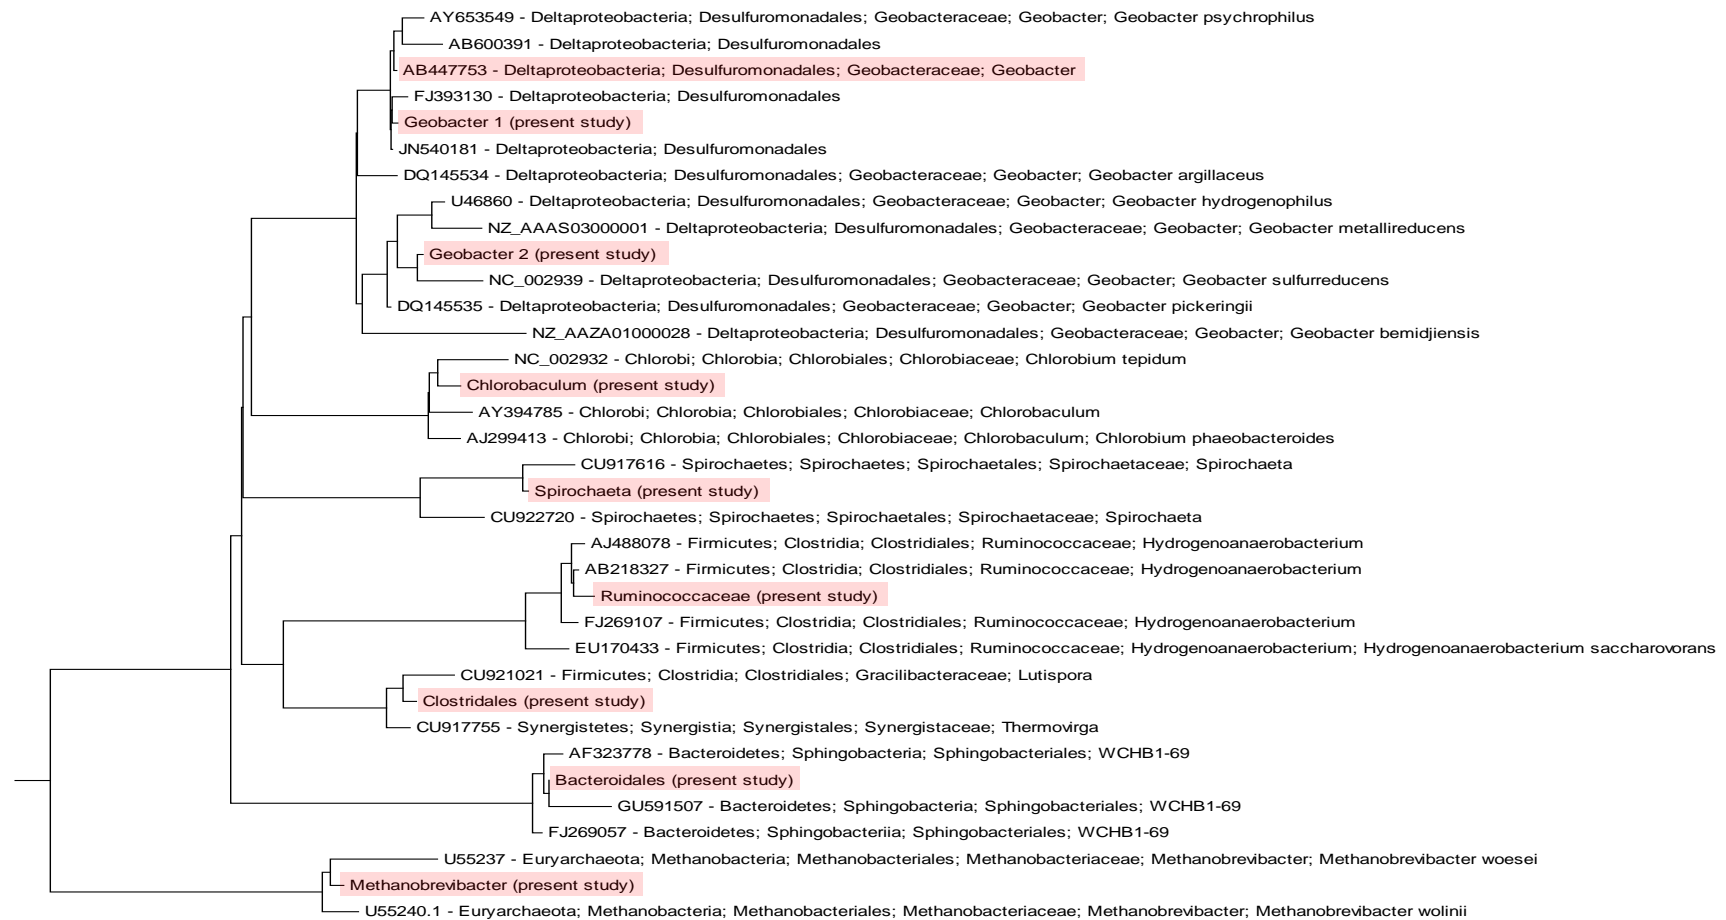 AY653549 - Deltaproteobacteria; Desulfuromonadales; Geobacteraceae; Geobacter; Geobacter psychrophilus
AB600391 - Deltaproteobacteria; Desulfuromonadales
AB447753 - Deltaproteobacteria; Desulfuromonadales; Geobacteraceae; Geobacter
FJ393130 - Deltaproteobacteria; Desulfuromonadales
Geobacter 1 (present study)
JN540181 - Deltaproteobacteria; Desulfuromonadales
DQ145534 - Deltaproteobacteria; Desulfuromonadales; Geobacteraceae; Geobacter; Geobacter argillaceus
U46860 - Deltaproteobacteria; Desulfuromonadales; Geobacteraceae; Geobacter; Geobacter hydrogenophilus
NZ_AAAS03000001 - Deltaproteobacteria; Desulfuromonadales; Geobacteraceae; Geobacter; Geobacter metallireducens
Geobacter 2 (present study)
NC_002939 - Deltaproteobacteria; Desulfuromonadales; Geobacteraceae; Geobacter; Geobacter sulfurreducens
DQ145535 - Deltaproteobacteria; Desulfuromonadales; Geobacteraceae; Geobacter; Geobacter pickeringii
NZ_AAZA01000028 - Deltaproteobacteria; Desulfuromonadales; Geobacteraceae; Geobacter; Geobacter bemidjiensis
NC_002932 - Chlorobi; Chlorobia; Chlorobiales; Chlorobiaceae; Chlorobium tepidum
Chlorobaculum (present study)
AY394785 - Chlorobi; Chlorobia; Chlorobiales; Chlorobiaceae; Chlorobaculum
AJ299413 - Chlorobi; Chlorobia; Chlorobiales; Chlorobiaceae; Chlorobaculum; Chlorobium phaeobacteroides
CU917616 - Spirochaetes; Spirochaetes; Spirochaetales; Spirochaetaceae; Spirochaeta
Spirochaeta (present study)
CU922720 - Spirochaetes; Spirochaetes; Spirochaetales; Spirochaetaceae; Spirochaeta
AJ488078 - Firmicutes; Clostridia; Clostridiales; Ruminococcaceae; Hydrogenoanaerobacterium
AB218327 - Firmicutes; Clostridia; Clostridiales; Ruminococcaceae; Hydrogenoanaerobacterium
Ruminococcaceae (present study)
FJ269107 - Firmicutes; Clostridia; Clostridiales; Ruminococcaceae; Hydrogenoanaerobacterium
EU170433 - Firmicutes; Clostridia; Clostridiales; Ruminococcaceae; Hydrogenoanaerobacterium; Hydrogenoanaerobacterium saccharovorans
CU921021 - Firmicutes; Clostridia; Clostridiales; Gracilibacteraceae; Lutispora
Clostridales (present study)
CU917755 - Synergistetes; Synergistia; Synergistales; Synergistaceae; Thermovirga
AF323778 - Bacteroidetes; Sphingobacteria; Sphingobacteriales; WCHB1-69
Bacteroidales (present study)
GU591507 - Bacteroidetes; Sphingobacteria; Sphingobacteriales; WCHB1-69
FJ269057 - Bacteroidetes; Sphingobacteriia; Sphingobacteriales; WCHB1-69
U55237 - Euryarchaeota; Methanobacteria; Methanobacteriales; Methanobacteriaceae; Methanobrevibacter; Methanobrevibacter woesei
Methanobrevibacter (present study)
U55240.1 - Euryarchaeota; Methanobacteria; Methanobacteriales; Methanobacteriaceae; Methanobrevibacter; Methanobrevibacter wolinii